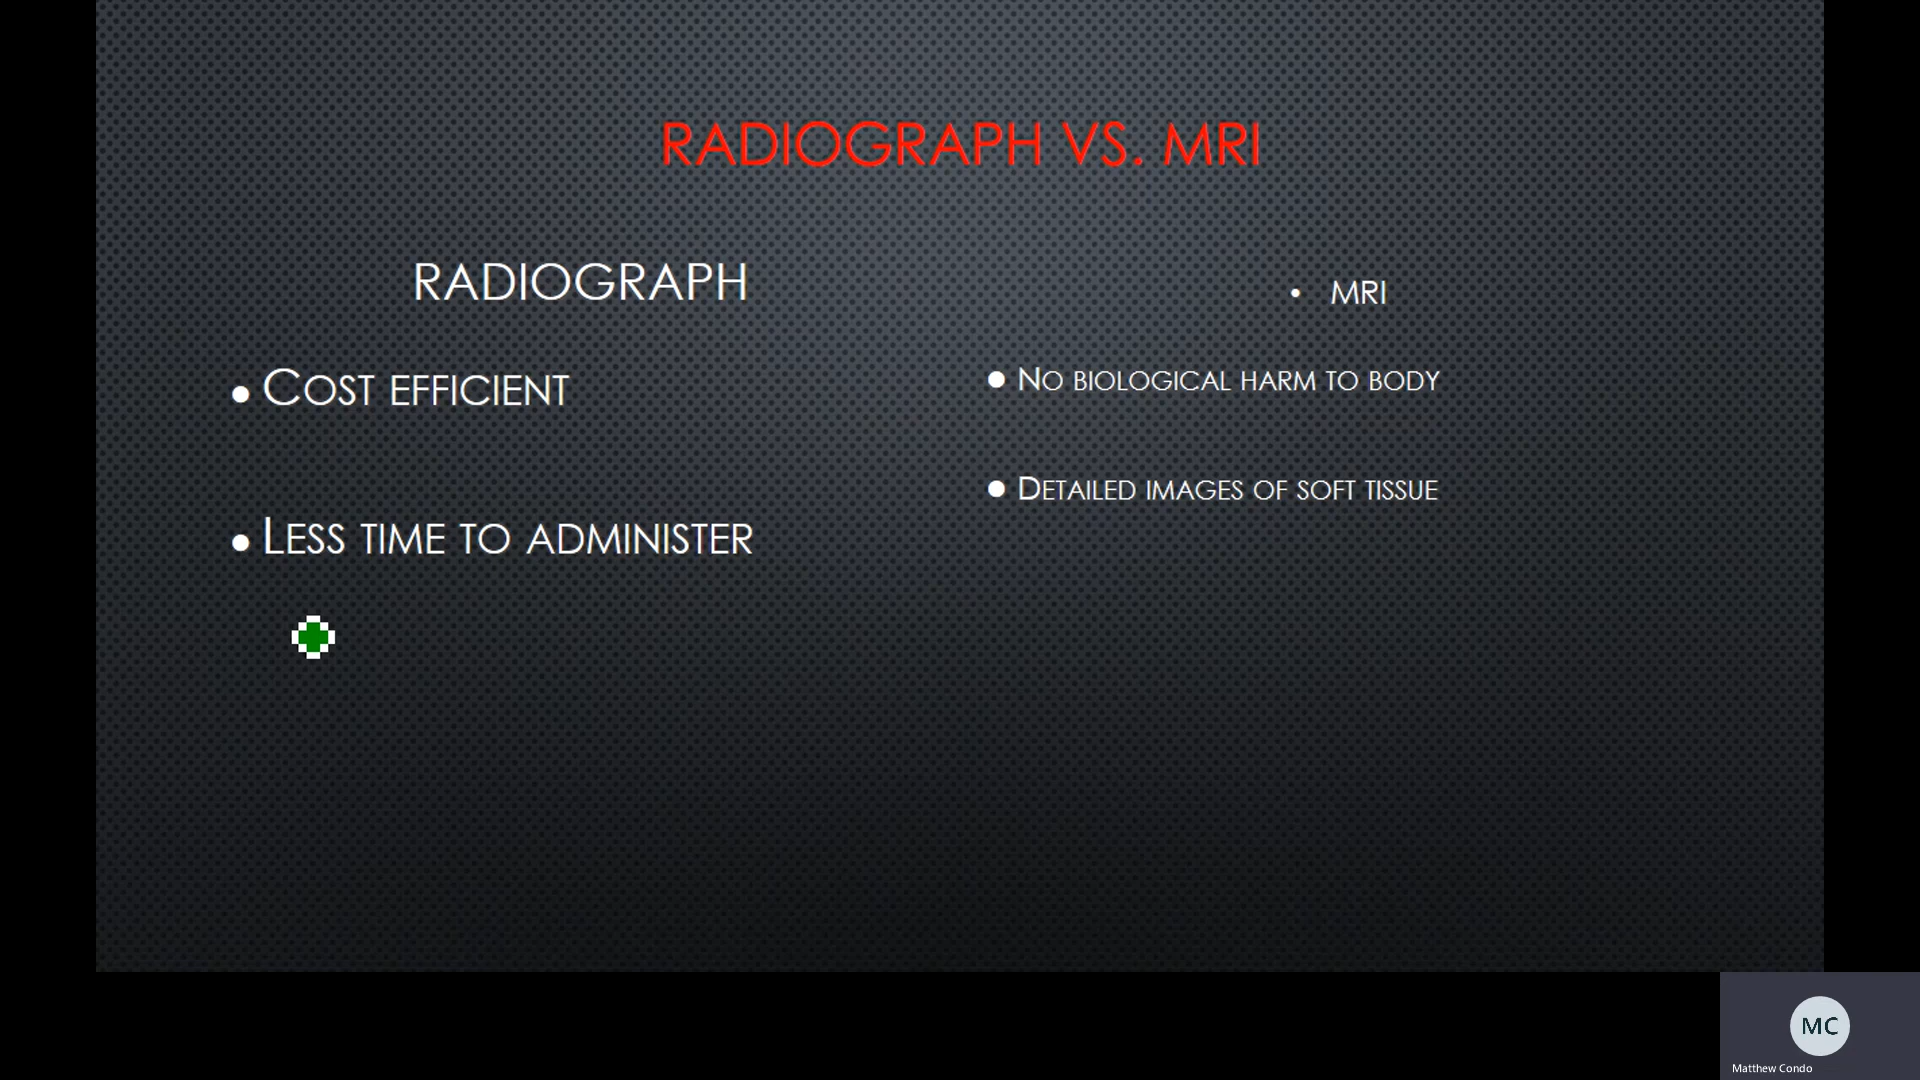 RADIOGRAPH VS. MRI
RADIOGRAPH
• COST EFFICIENT
• LESS TIME TO ADMINISTER
• MRI
• NO BIOLOGICAL HARM TO BODY
• DETAILED IMAGES OF SOFT TISSUE
MC
Matthew Condo